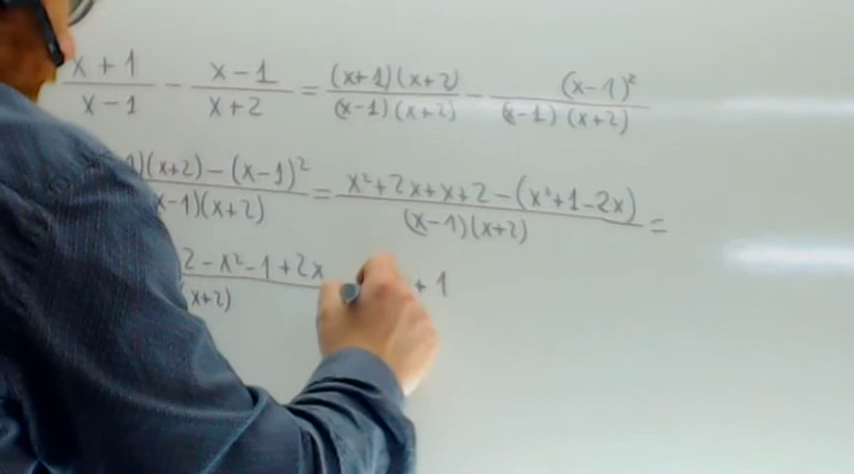 x + 1 / x - 1 - x - 1 / x + 2 = (x+1)(x+2) / (x-1)(x+2) - (x-1)² / (x-1)(x+2)
)(x+2) - (x-1)² / x-1)(x+2) = x²+2x+x+2-(x²+1-2x) / (x-1)(x+2) =
2 - x² - 1 + 2x / (x+2) + 1